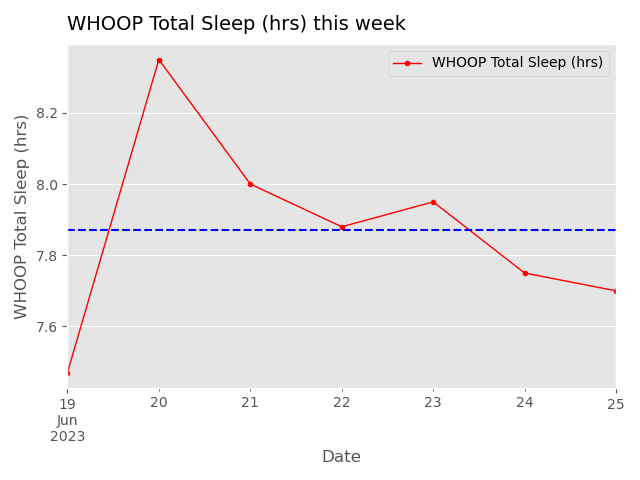 WHOOP Total Sleep (hrs) this week
WHOOP Total Sleep (hrs)
WHOOP Total Sleep (hrs)
8.2
8.0
7.8
7.6
19 20 21 22 23 24 25
Jun
2023
Date